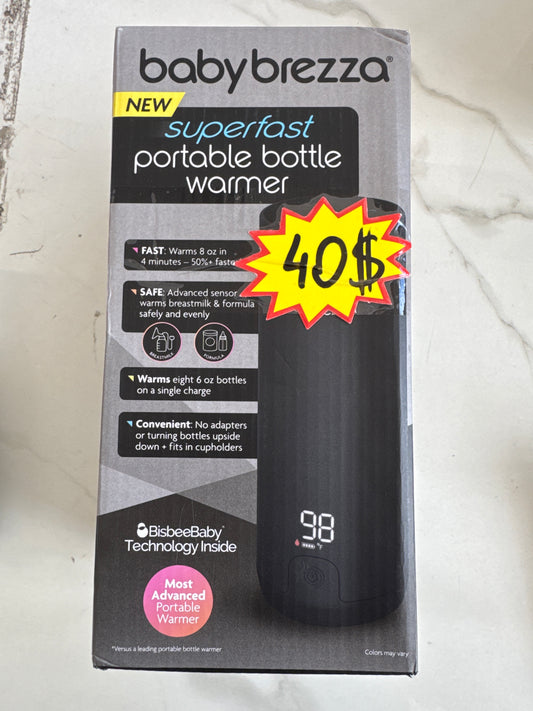 babybrezza®
NEW
superfast
portable bottle
warmer
40$
FAST: Warms 8 oz in
4 minutes – 50%+ faste
SAFE: Advanced sensor
warms breastmilk & formula
safely and evenly
BREASTMILK
FORMULA
Warms eight 6 oz bottles
on a single charge
Convenient: No adapters
or turning bottles upside
down + fits in cupholders
98
°F
BisbeeBaby™
Technology Inside
Most
Advanced
Portable
Warmer
*Versus a leading portable bottle warmer
Colors may vary